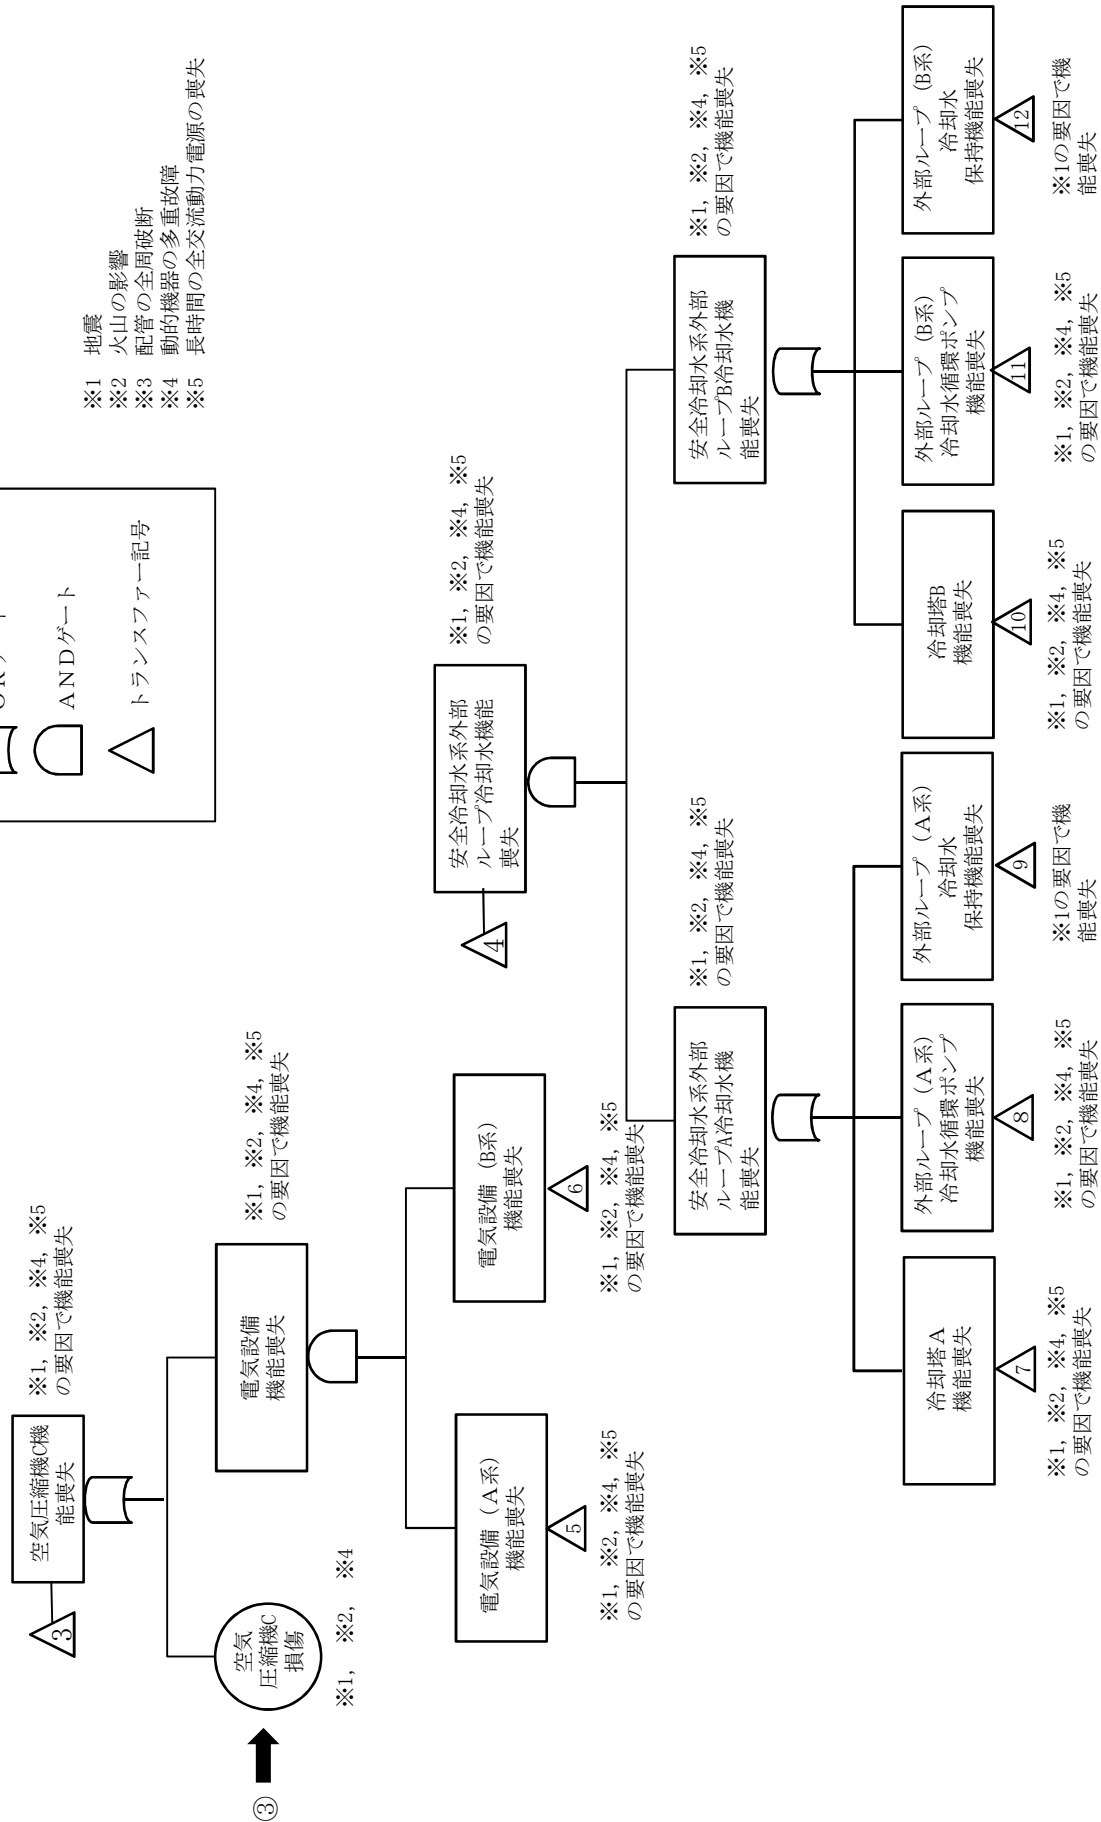 3
空気圧縮機C機
能喪失
※1, ※2, ※4, ※5
の要因で機能喪失
③
空気
圧縮機C
損傷
※1, ※2, ※4
電気設備
機能喪失
※1, ※2, ※4, ※5
の要因で機能喪失
電気設備（A系）
機能喪失
5
※1, ※2, ※4, ※5
の要因で機能喪失
電気設備（B系）
機能喪失
6
※1, ※2, ※4, ※5
の要因で機能喪失
ANDゲート
トランスファー記号
※1 地震
※2 火山の影響
※3 配管の全周破断
※4 動的機器の多重故障
※5 長時間の全交流動力電源の喪失
4
安全冷却水系外部
ループ冷却水機能
喪失
※1, ※2, ※4, ※5
の要因で機能喪失
安全冷却水系外部
ループA冷却水機
能喪失
※1, ※2, ※4, ※5
の要因で機能喪失
安全冷却水系外部
ループB冷却水機
能喪失
※1, ※2, ※4, ※5
の要因で機能喪失
冷却塔A
機能喪失
7
※1, ※2, ※4, ※5
の要因で機能喪失
外部ループ（A系）
冷却水循環ポンプ
機能喪失
8
※1, ※2, ※4, ※5
の要因で機能喪失
外部ループ（A系）
冷却水
保持機能喪失
9
※1の要因で機
能喪失
冷却塔B
機能喪失
10
※1, ※2, ※4, ※5
の要因で機能喪失
外部ループ（B系）
冷却水循環ポンプ
機能喪失
11
※1, ※2, ※4, ※5
の要因で機能喪失
外部ループ（B系）
冷却水
保持機能喪失
12
※1の要因で機
能喪失